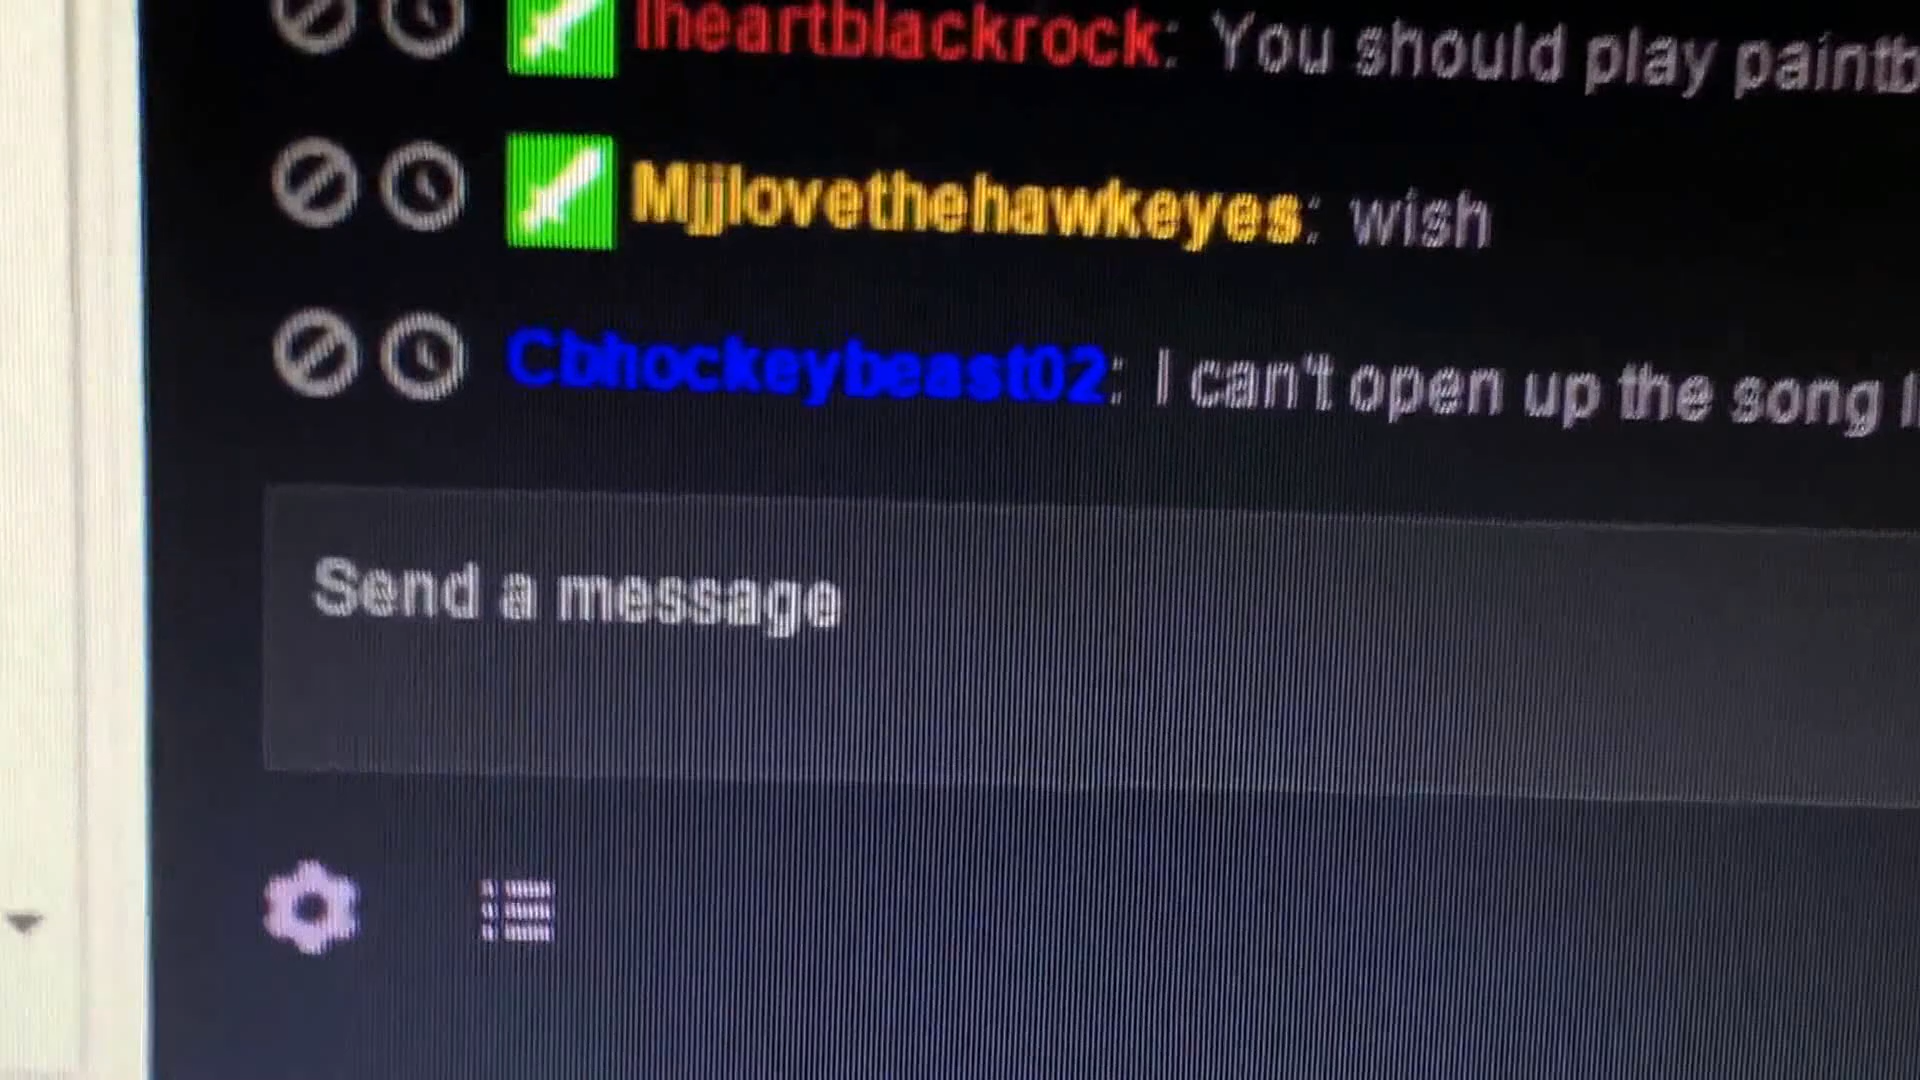 Iheartblackrock: You should play paintb
Mjjlovethehawkeyes: wish
Cbhockeybeast02: I can't open up the song
Send a message